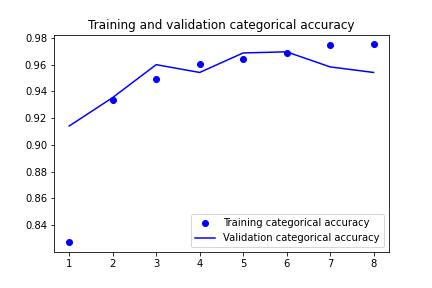 Training and validation categorical accuracy
0.98
0.96
0.94
0.92
0.90
0.88
0.86
0.84
Training categorical accuracy
Validation categorical accuracy
1 2 3 4 5 6 7 8